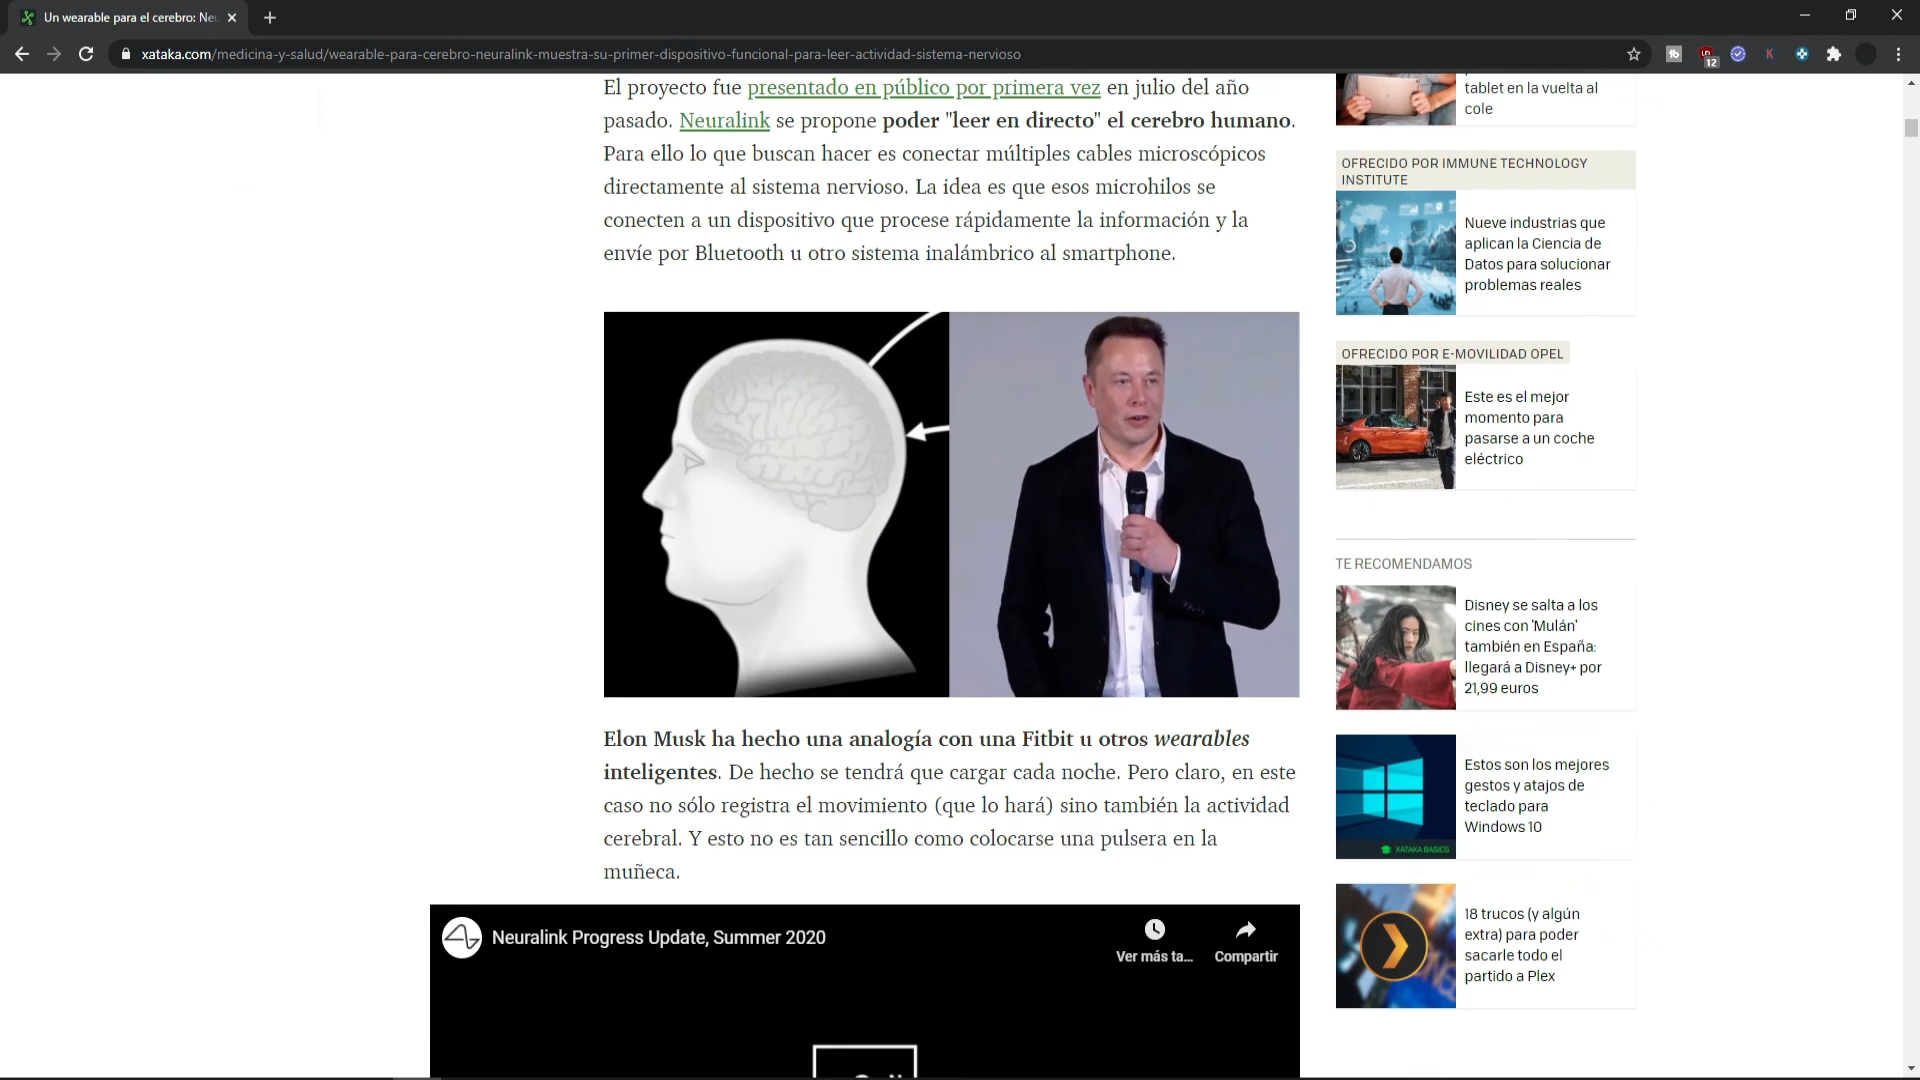 Un wearable para el cerebro: Neu
xataka.com/medicina-y-salud/wearable-para-cerebro-neuralink-muestra-su-primer-dispositivo-funcional-para-leer-actividad-sistema-nervioso
12
El proyecto fue presentado en público por primera vez en julio del año
pasado. Neuralink se propone poder "leer en directo" el cerebro humano.
Para ello lo que buscan hacer es conectar múltiples cables microscópicos
directamente al sistema nervioso. La idea es que esos microhilos se
conecten a un dispositivo que procese rápidamente la información y la
envíe por Bluetooth u otro sistema inalámbrico al smartphone.
Elon Musk ha hecho una analogía con una Fitbit u otros wearables
inteligentes. De hecho se tendrá que cargar cada noche. Pero claro, en este
caso no sólo registra el movimiento (que lo hará) sino también la actividad
cerebral. Y esto no es tan sencillo como colocarse una pulsera en la
muñeca.
Neuralink Progress Update, Summer 2020
Ver más ta...
Compartir
tablet en la vuelta al
cole
OFRECIDO POR IMMUNE TECHNOLOGY
INSTITUTE
Nueve industrias que
aplican la Ciencia de
Datos para solucionar
problemas reales
OFRECIDO POR E-MOVILIDAD OPEL
Este es el mejor
momento para
pasarse a un coche
eléctrico
TE RECOMENDAMOS
Disney se salta a los
cines con 'Mulán'
también en España:
llegará a Disney+ por
21,99 euros
Estos son los mejores
gestos y atajos de
teclado para
Windows 10
XATAKA BASICS
18 trucos (y algún
extra) para poder
sacarle todo el
partido a Plex